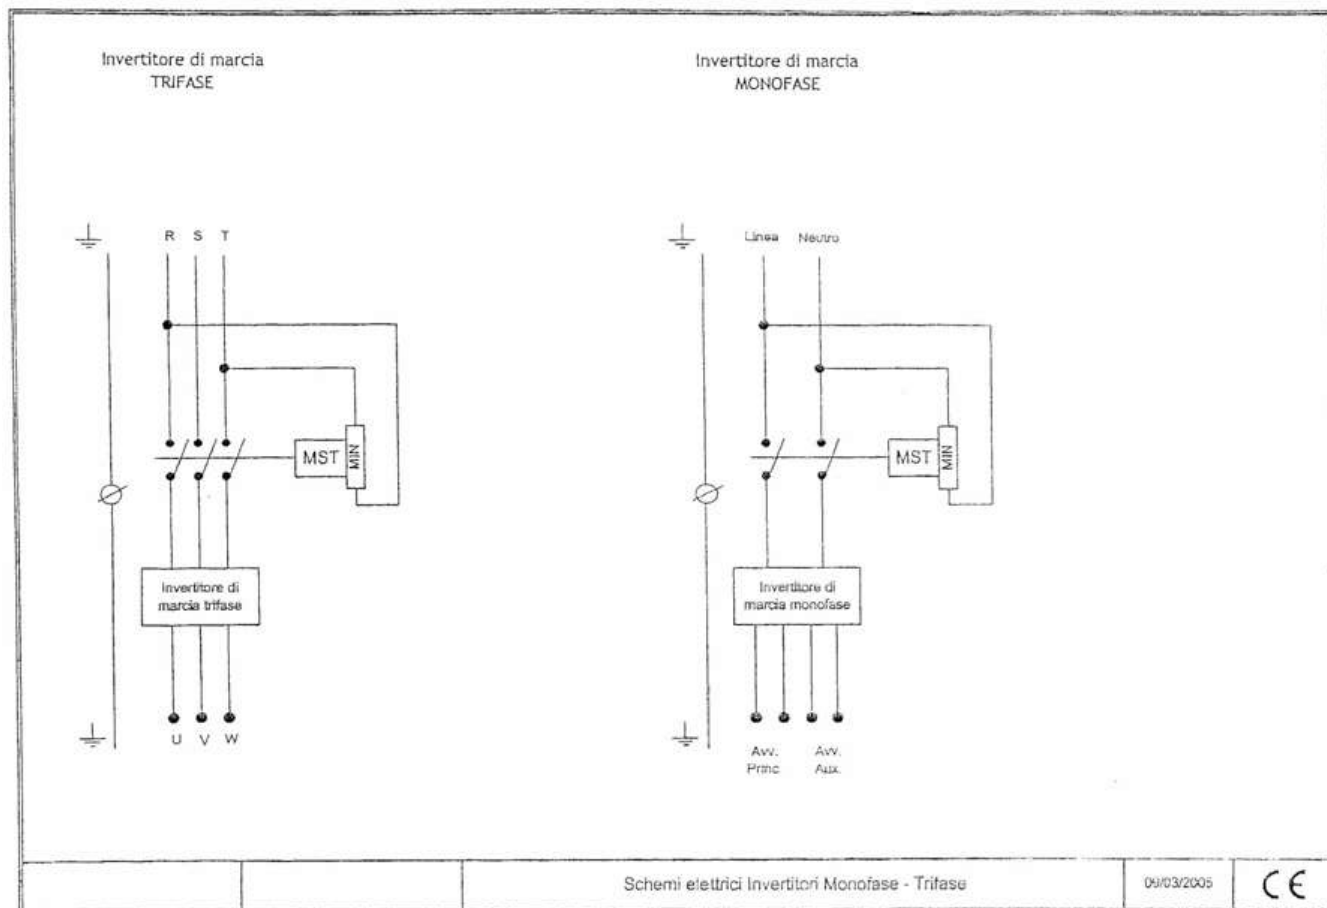 Invertitore di marcia
TRIFASE
R S T
MST
MIN
Invertitore di
marcia trifase
U V W
Invertitore di marcia
MONOFASE
Linea Neutro
MST
MIN
Invertitore di
marcia monofase
Avv. Avv.
Princ Aux.
Schemi elettrici Invertitori Monofase - Trifase
09/03/2005
CE